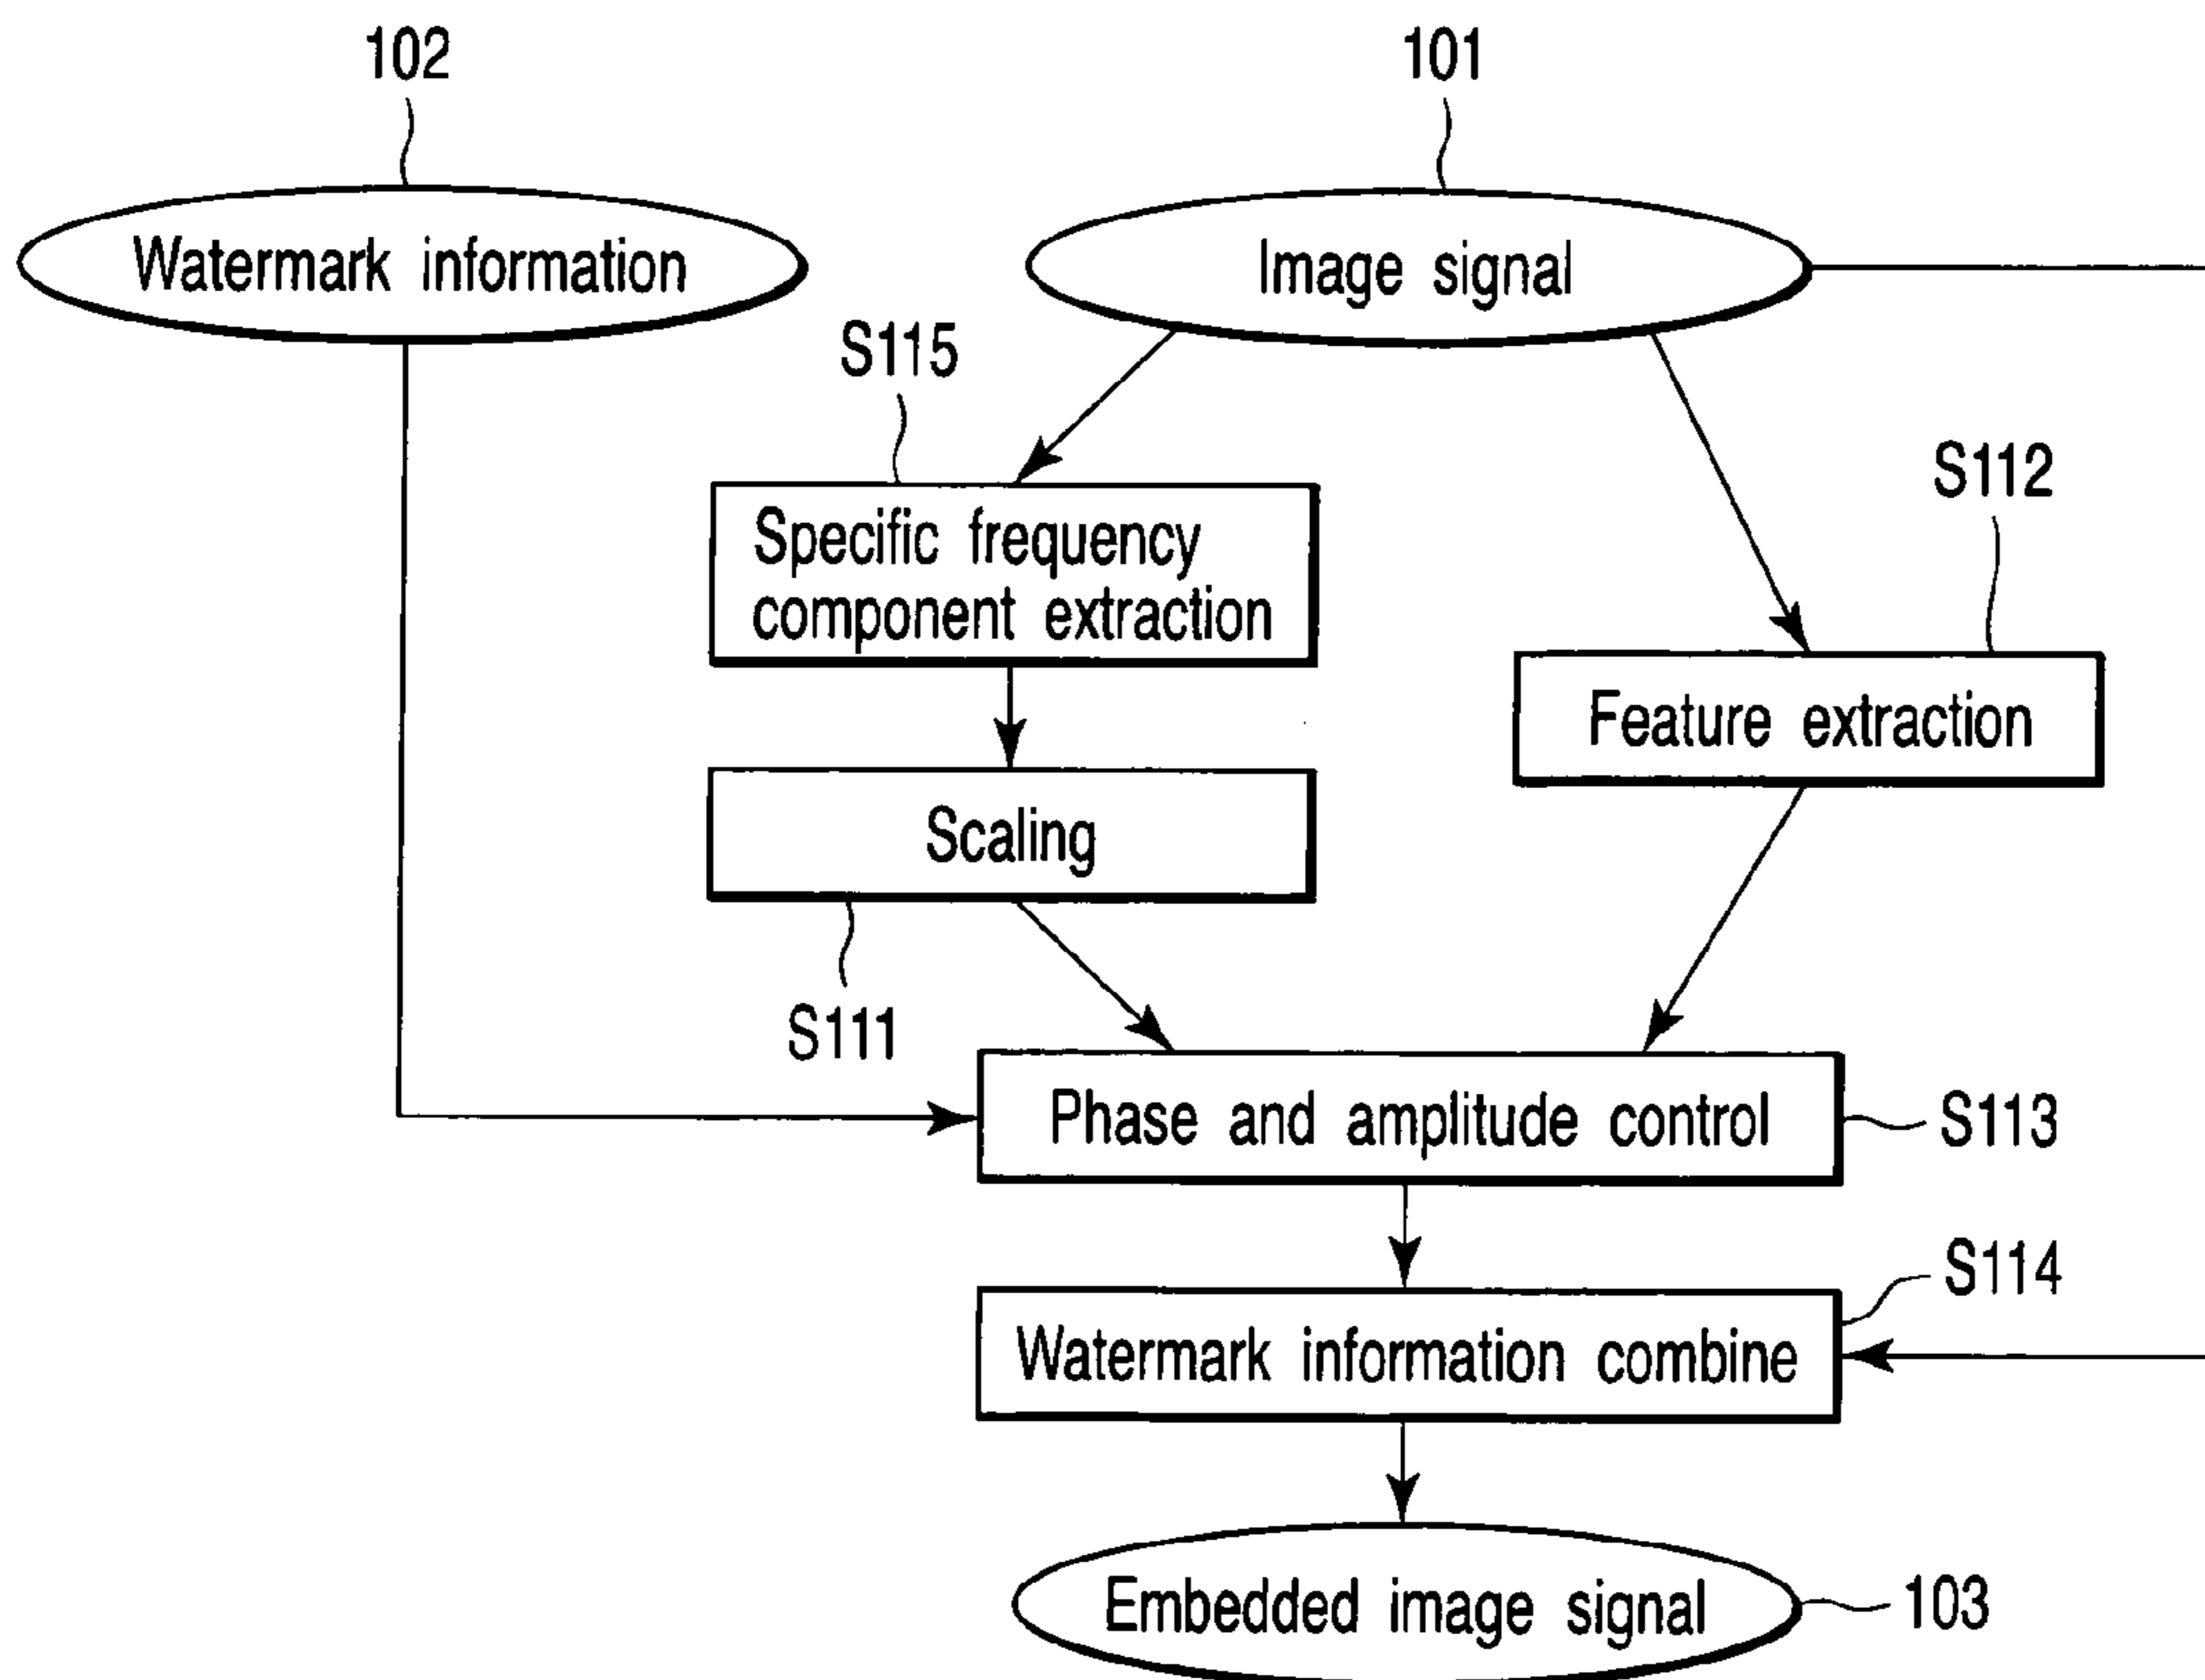 102
101
Watermark information
Image signal
S115
S112
Specific frequency
component extraction
Feature extraction
Scaling
S111
Phase and amplitude control
S113
S114
Watermark information combine
Embedded image signal
103